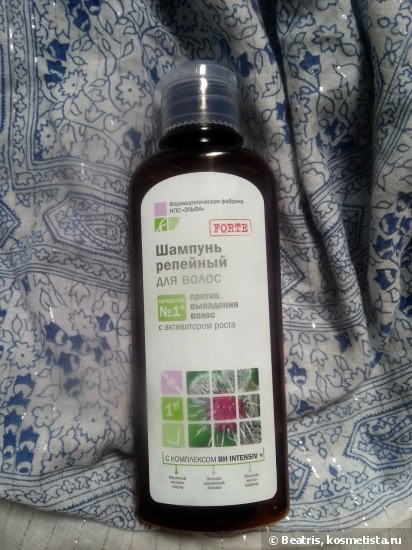 Фармацевтическая фабрика
НПО «ЭЛЬФА»
FORTE
Шампунь
репейный
для волос
средство
№1*
против
выпадения
волос
с активатором роста
1
С КОМПЛЕКСОМ BH INTENSIV +
© Beatris, kosmetista.ru